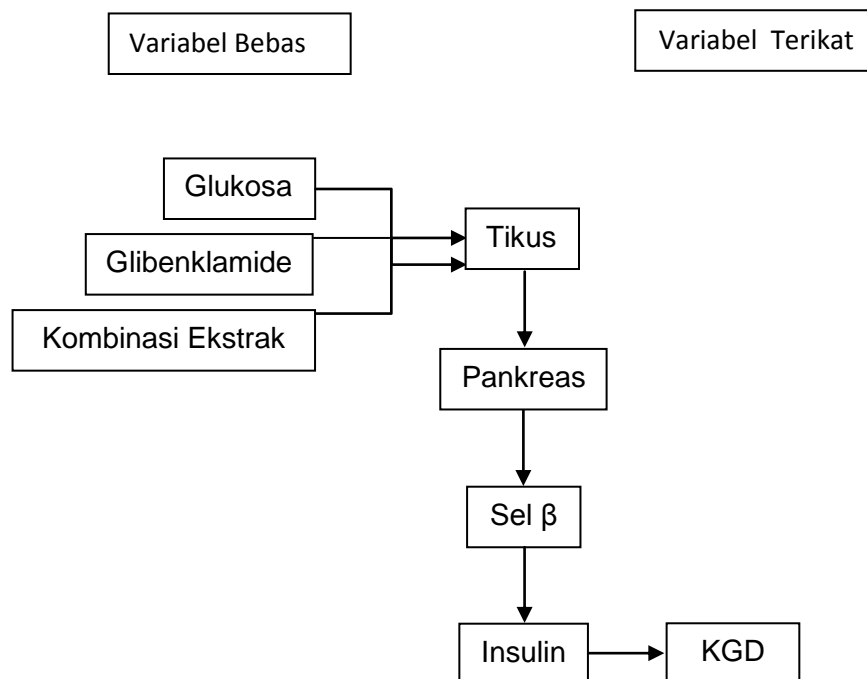 Variabel Bebas
Variabel Terikat
Glukosa
Tikus
Glibenklamide
Kombinasi Ekstrak
Pankreas
Sel β
Insulin
KGD